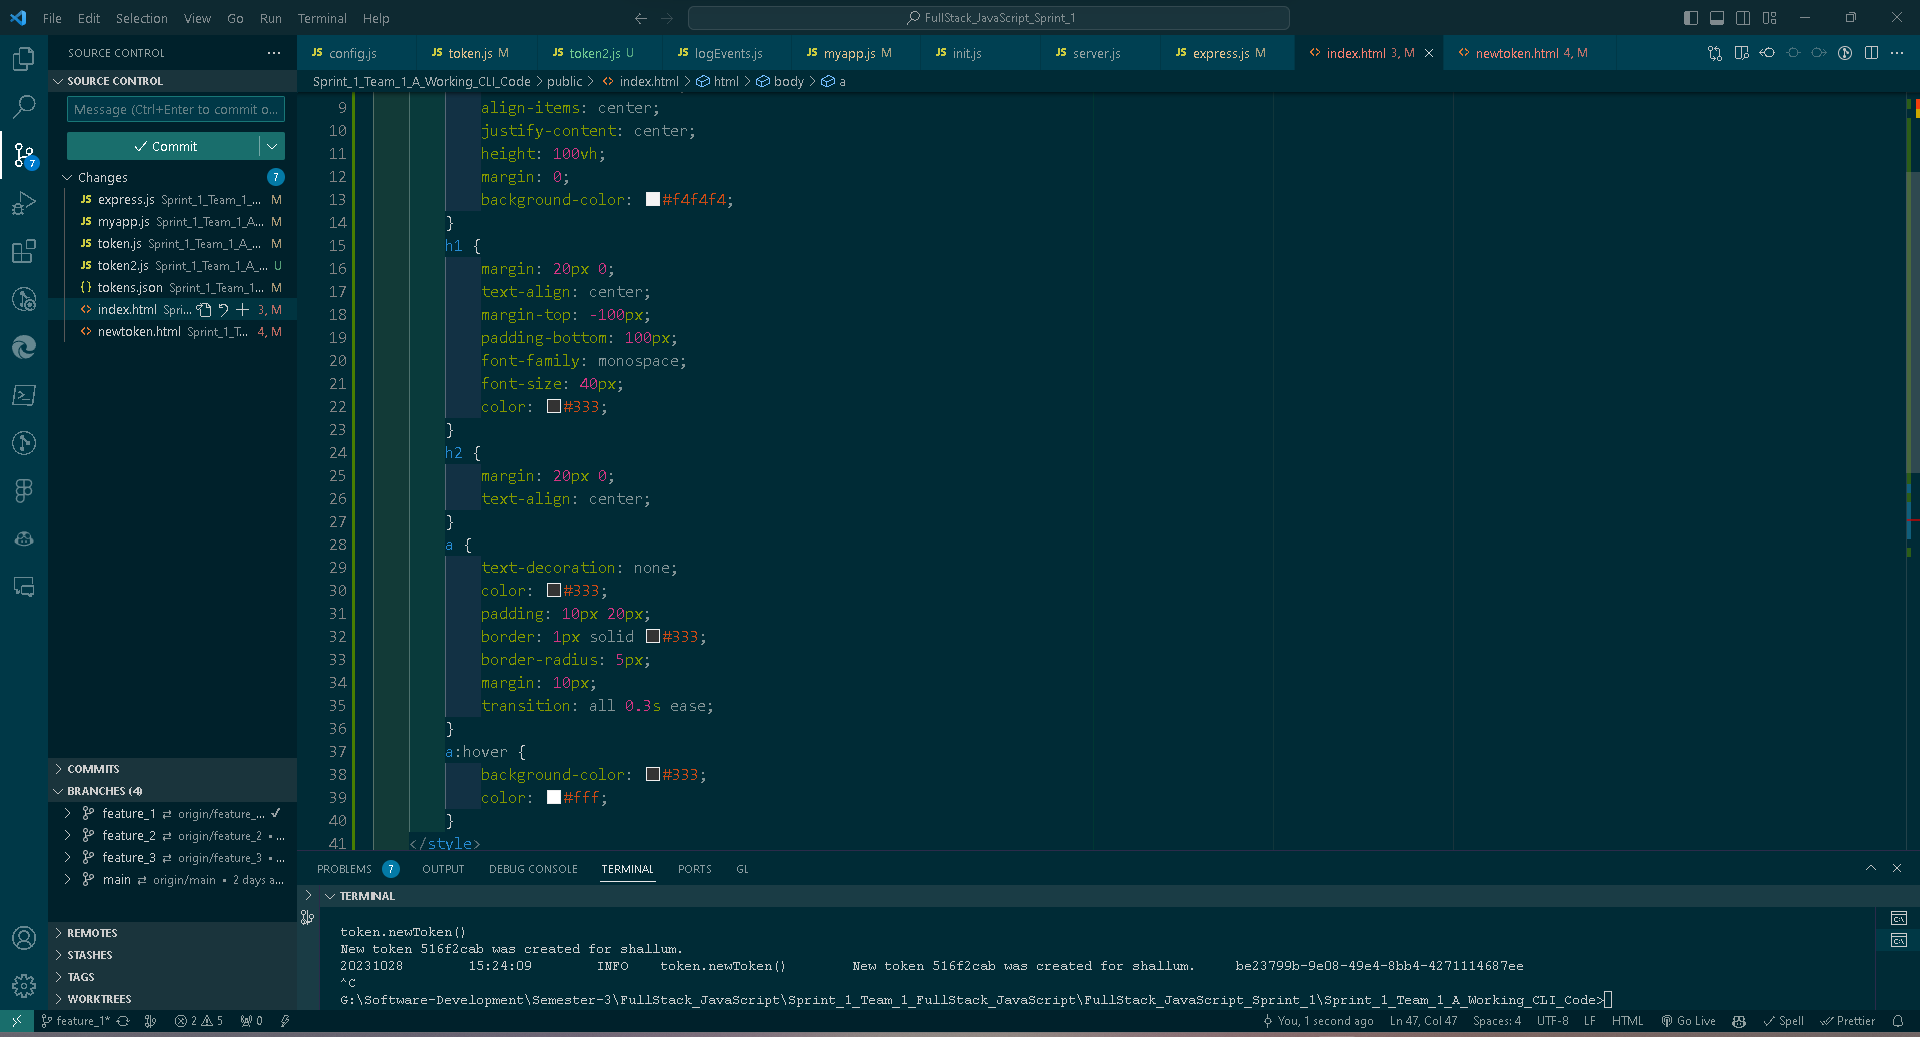 File Edit Selection View Go Run Terminal Help
FullStack_JavaScript_Sprint_1
SOURCE CONTROL
JS config.js
JS token.js M
JS token2.js U
JS logEvents.js
JS myapp.js M
JS init.js
JS server.js
JS express.js M
index.html 3, M
newtoken.html 4, M
SOURCE CONTROL
Message (Ctrl+Enter to commit o...
Commit
Changes 7
7
JS express.js Sprint_1_Team_1_... M
JS myapp.js Sprint_1_Team_1_A... M
JS token.js Sprint_1_Team_1_A_... M
JS token2.js Sprint_1_Team_1_A_... U
{} tokens.json Sprint_1_Team_1... M
index.html Spri... 3, M
newtoken.html Sprint_1_T... 4, M
COMMITS
BRANCHES (4)
feature_1 origin/feature_...
feature_2 origin/feature_2 • ...
feature_3 origin/feature_3 • ...
main origin/main • 2 days a...
REMOTES
STASHES
TAGS
WORKTREES
Sprint_1_Team_1_A_Working_CLI_Code > public > index.html > html > body > a
9 align-items: center;
10 justify-content: center;
11 height: 100vh;
12 margin: 0;
13 background-color: #f4f4f4;
14 }
15 h1 {
16 margin: 20px 0;
17 text-align: center;
18 margin-top: -100px;
19 padding-bottom: 100px;
20 font-family: monospace;
21 font-size: 40px;
22 color: #333;
23 }
24 h2 {
25 margin: 20px 0;
26 text-align: center;
27 }
28 a {
29 text-decoration: none;
30 color: #333;
31 padding: 10px 20px;
32 border: 1px solid #333;
33 border-radius: 5px;
34 margin: 10px;
35 transition: all 0.3s ease;
36 }
37 a:hover {
38 background-color: #333;
39 color: #fff;
40 }
41 </style>
PROBLEMS 7 OUTPUT DEBUG CONSOLE TERMINAL PORTS GL
TERMINAL
token.newToken()
New token 516f2cab was created for shallum.
20231028 15:24:09 INFO token.newToken() New token 516f2cab was created for shallum. be23799b-9e08-49e4-8bb4-4271114687ee
^C
G:\Software-Development\Semester-3\FullStack_JavaScript\Sprint_1_Team_1_FullStack_JavaScript\FullStack_JavaScript_Sprint_1\Sprint_1_Team_1_A_Working_CLI_Code>
feature_1* 2 5 0 You, 1 second ago Ln 47, Col 47 Spaces: 4 UTF-8 LF HTML Go Live Spell Prettier